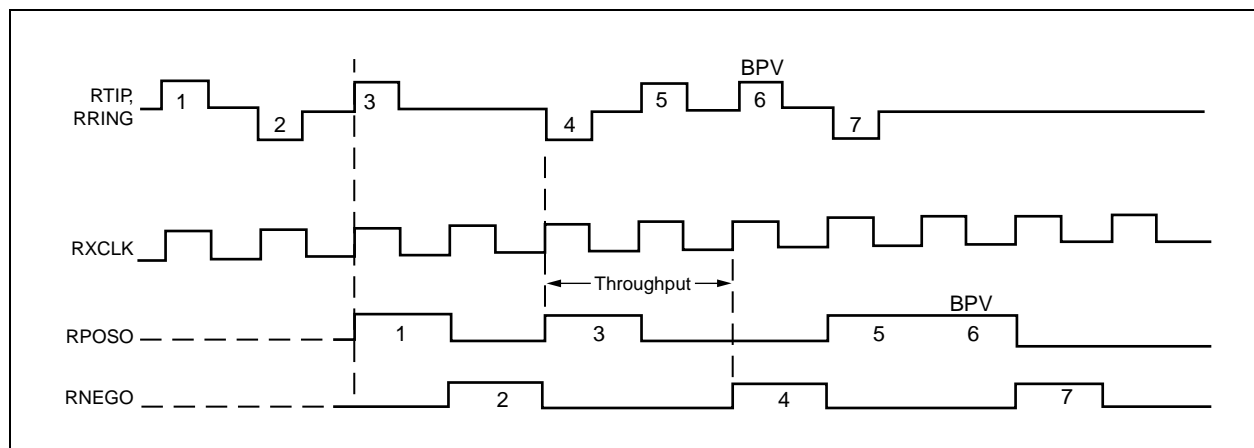 BPV
RTIP,
RRING
1 2 3 4 5 6 7
RXCLK
Throughput
BPV
RPOSO
1 3 5 6
RNEGO
2 4 7